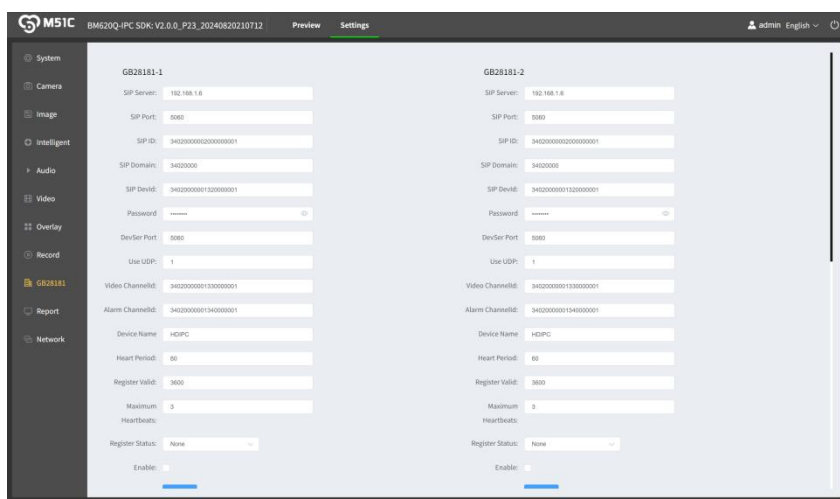 M51C BM620Q-IPC SDK: V2.0.0_P23_20240820210712 Preview Settings admin English
System
Camera
Image
Intelligent
Audio
Video
Overlay
Record
GB28181
Report
Network
GB28181-1
SIP Server: 192.168.1.6
SIP Port: 5060
SIP ID: 34020000002000000001
SIP Domain: 34020000
SIP DevId: 34020000001320000001
Password ••••••••
DevSer Port 5060
Use UDP: 1
Video ChannelId: 34020000001330000001
Alarm ChannelId: 34020000001340000001
Device Name HDIPC
Heart Period: 60
Register Valid: 3600
Maximum Heartbeats: 3
Register Status: None
Enable:
GB28181-2
SIP Server: 192.168.1.6
SIP Port: 5060
SIP ID: 34020000002000000001
SIP Domain: 34020000
SIP DevId: 34020000001320000001
Password ••••••••
DevSer Port 5060
Use UDP: 1
Video ChannelId: 34020000001330000001
Alarm ChannelId: 34020000001340000001
Device Name HDIPC
Heart Period: 60
Register Valid: 3600
Maximum Heartbeats: 3
Register Status: None
Enable: